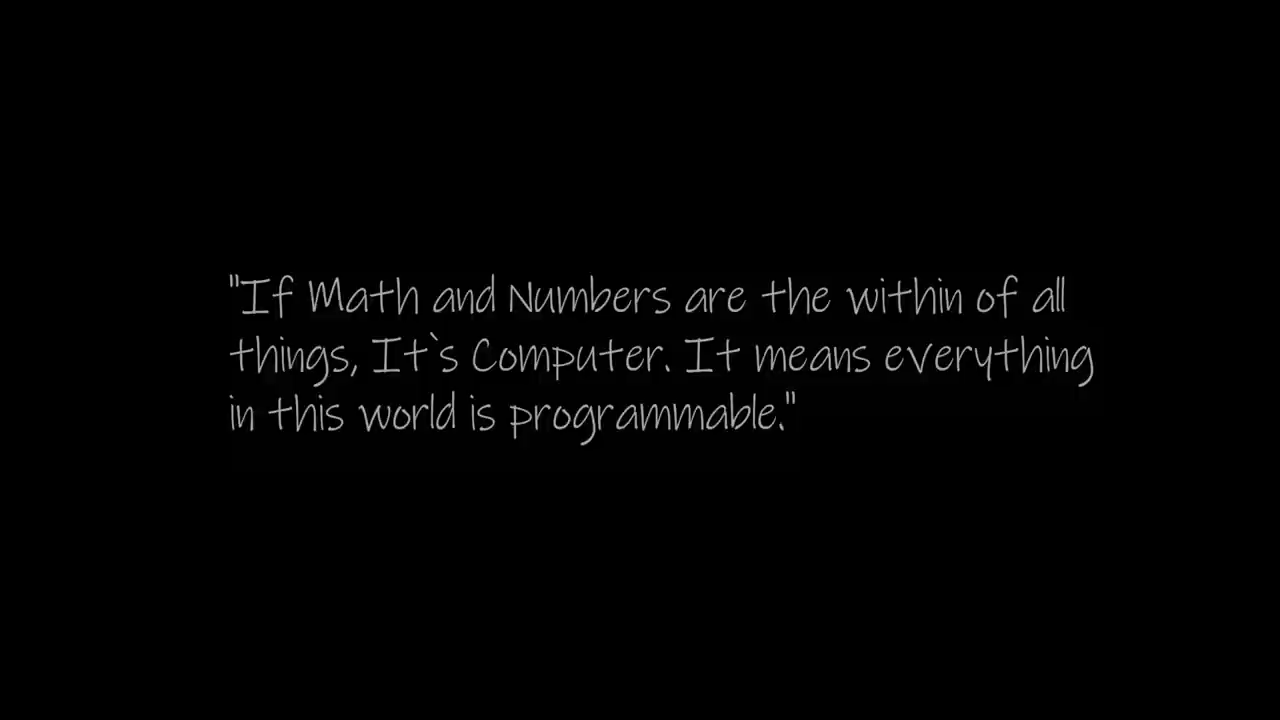 "If Math and Numbers are the within of all
things, It`s Computer. It means everything
in this world is programmable."